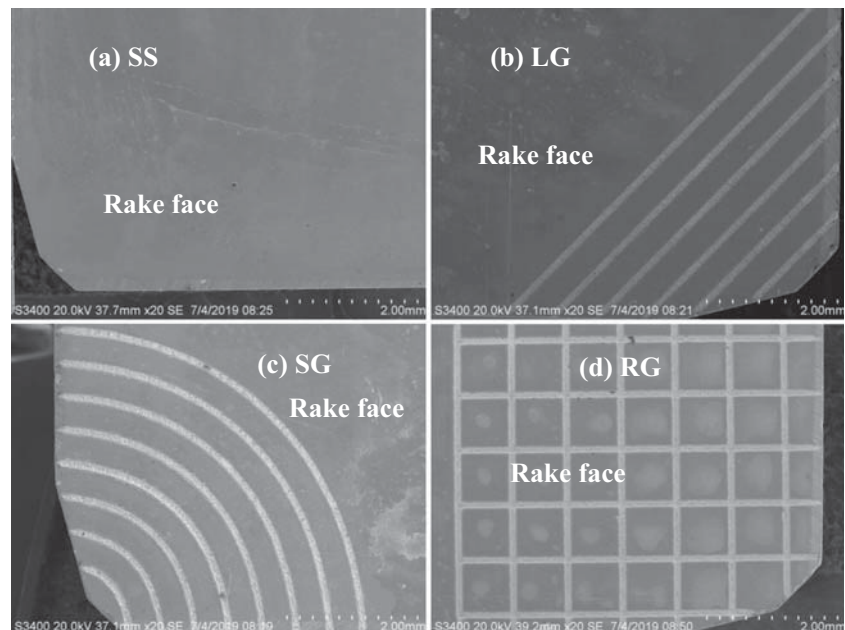 (a) SS
Rake face
S3400 20.0kV 37.7mm x20 SE 7/4/2019 08:25 2.00mm
(b) LG
Rake face
S3400 20.0kV 37.1mm x20 SE 7/4/2019 08:21 2.00mm
(c) SG
Rake face
S3400 20.0kV 37.1mm x20 SE 7/4/2019 2.00mm
(d) RG
Rake face
S3400 20.0kV 39.2mm x20 SE 7/4/2019 08:50 2.00mm